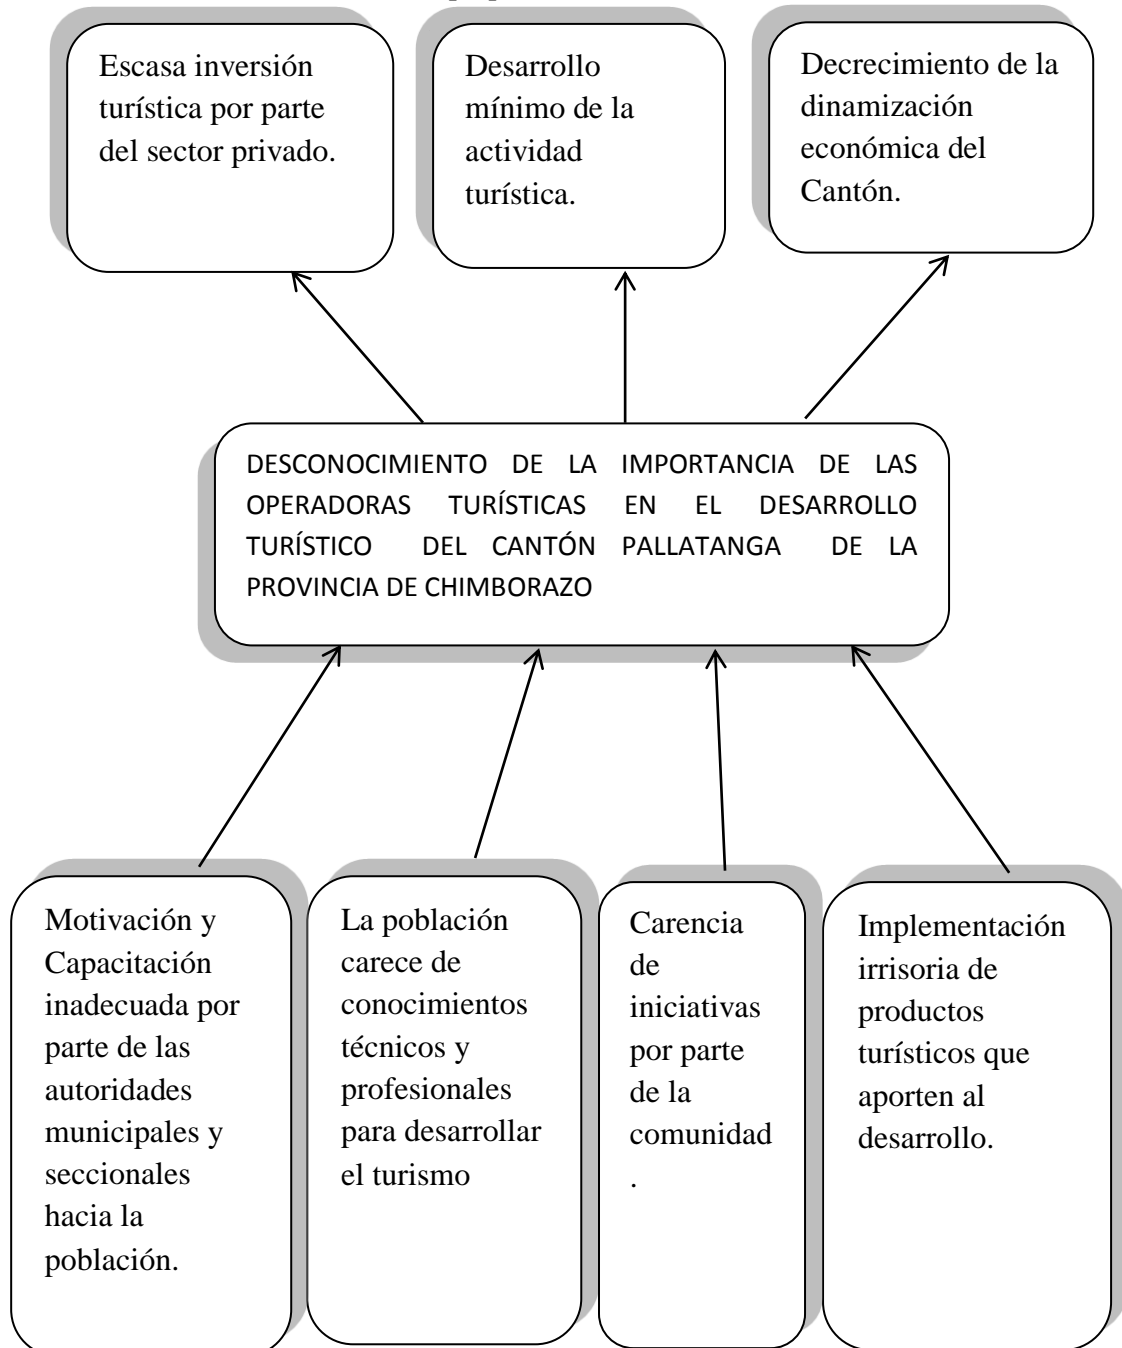 Escasa inversión
turística por parte
del sector privado.
Desarrollo
mínimo de la
actividad
turística.
Decrecimiento de la
dinamización
económica del
Cantón.
DESCONOCIMIENTO DE LA IMPORTANCIA DE LAS
OPERADORAS TURÍSTICAS EN EL DESARROLLO
TURÍSTICO DEL CANTÓN PALLATANGA DE LA
PROVINCIA DE CHIMBORAZO
Motivación y
Capacitación
inadecuada por
parte de las
autoridades
municipales y
seccionales
hacia la
población.
La población
carece de
conocimientos
técnicos y
profesionales
para desarrollar
el turismo
Carencia
de
iniciativas
por parte
de la
comunidad
.
Implementación
irrisoria de
productos
turísticos que
aporten al
desarrollo.